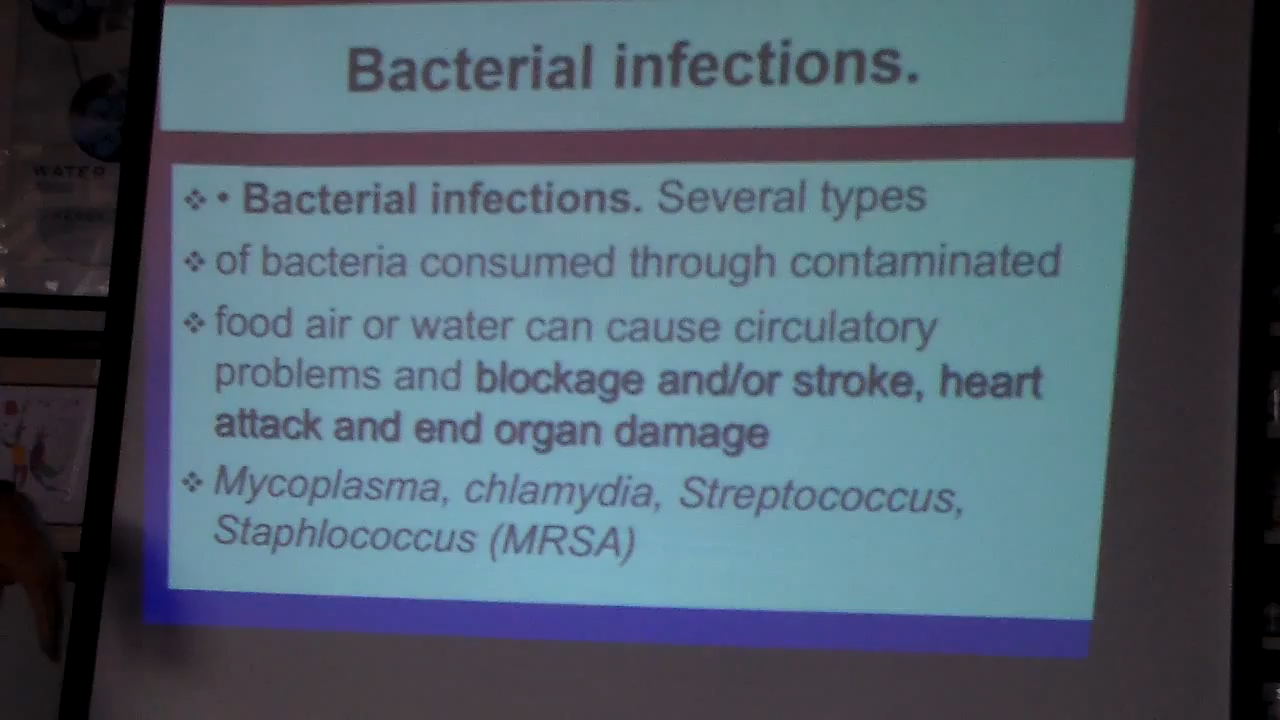 Bacterial infections.
❖ • Bacterial infections. Several types
❖ of bacteria consumed through contaminated
❖ food air or water can cause circulatory
problems and blockage and/or stroke, heart
attack and end organ damage
❖ Mycoplasma, chlamydia, Streptococcus,
Staphlococcus (MRSA)
WATER